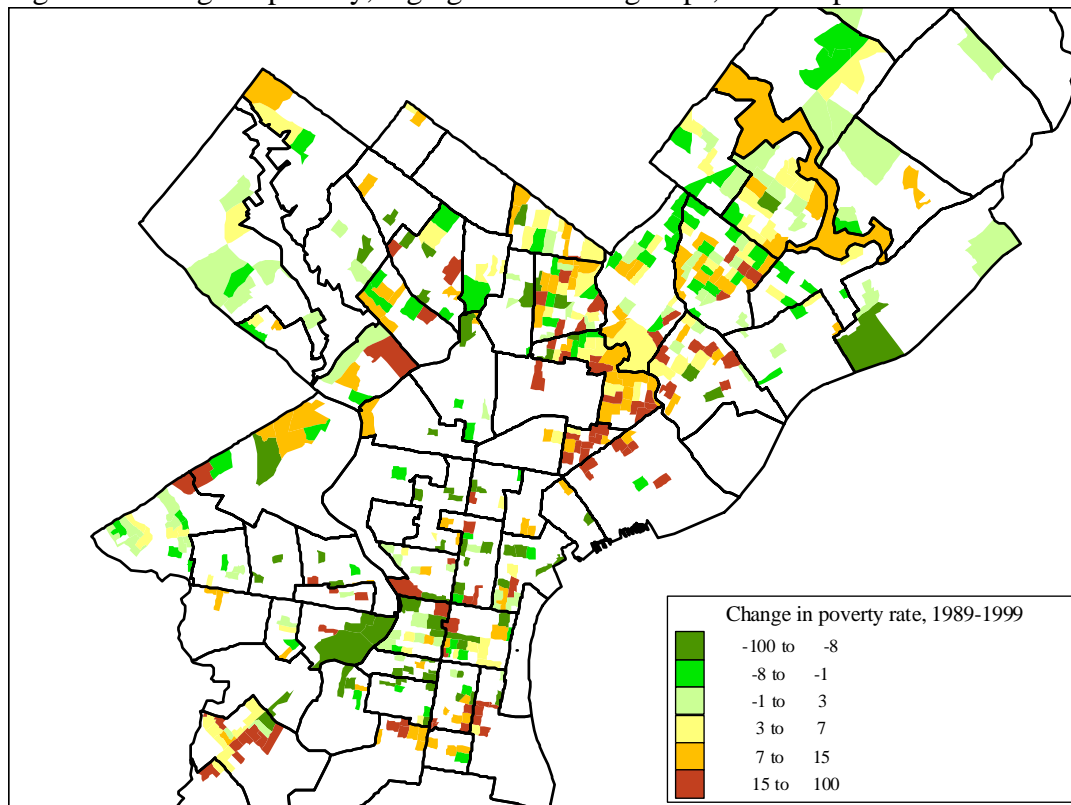 Change in poverty rate, 1989-1999
-100 to -8
-8 to -1
-1 to 3
3 to 7
7 to 15
15 to 100